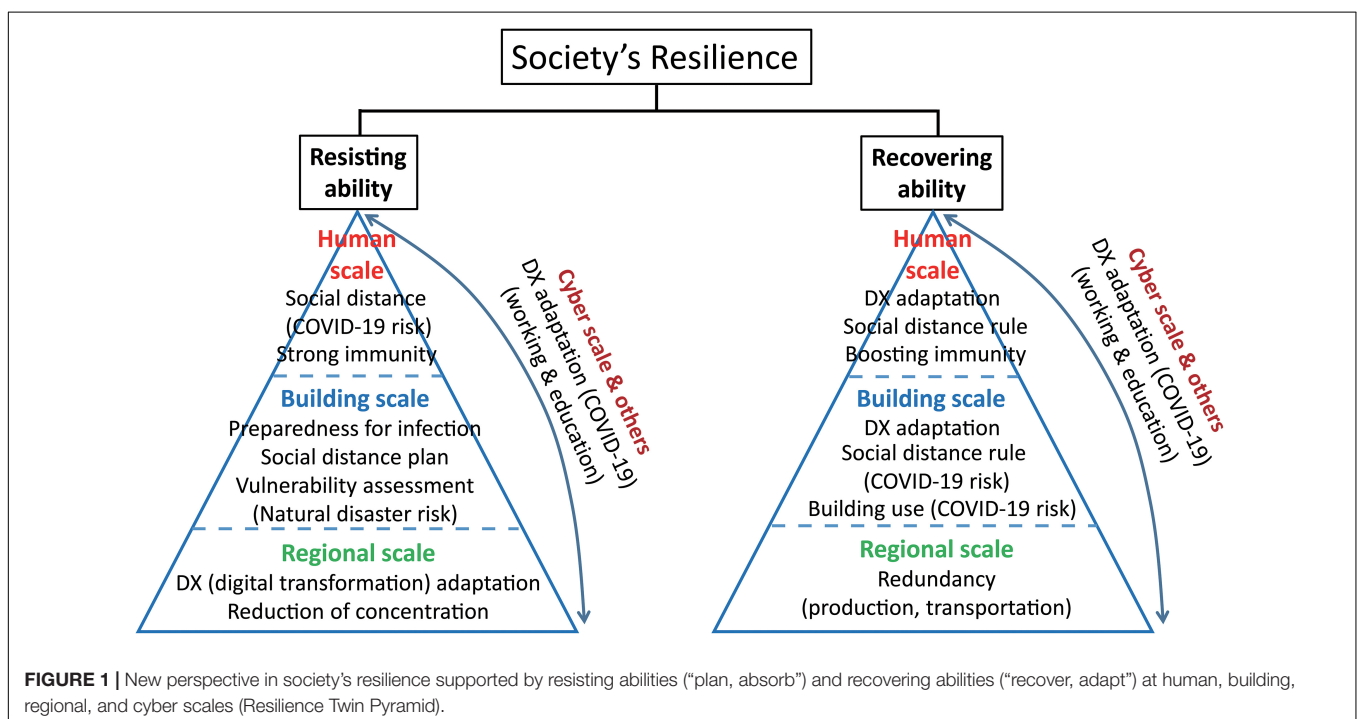 Society’s Resilience
Resisting
ability
Human
scale
Social distance
(COVID-19 risk)
Strong immunity
Building scale
Preparedness for infection
Social distance plan
Vulnerability assessment
(Natural disaster risk)
Regional scale
DX (digital transformation) adaptation
Reduction of concentration
Cyber scale & others
DX adaptation (COVID-19)
(working & education)
Recovering
ability
Human
scale
DX adaptation
Social distance rule
Boosting immunity
Building scale
DX adaptation
Social distance rule
(COVID-19 risk)
Building use (COVID-19 risk)
Regional scale
Redundancy
(production, transportation)
Cyber scale & others
DX adaptation (COVID-19)
(working & education)
FIGURE 1 | New perspective in society’s resilience supported by resisting abilities (“plan, absorb”) and recovering abilities (“recover, adapt”) at human, building,
regional, and cyber scales (Resilience Twin Pyramid).